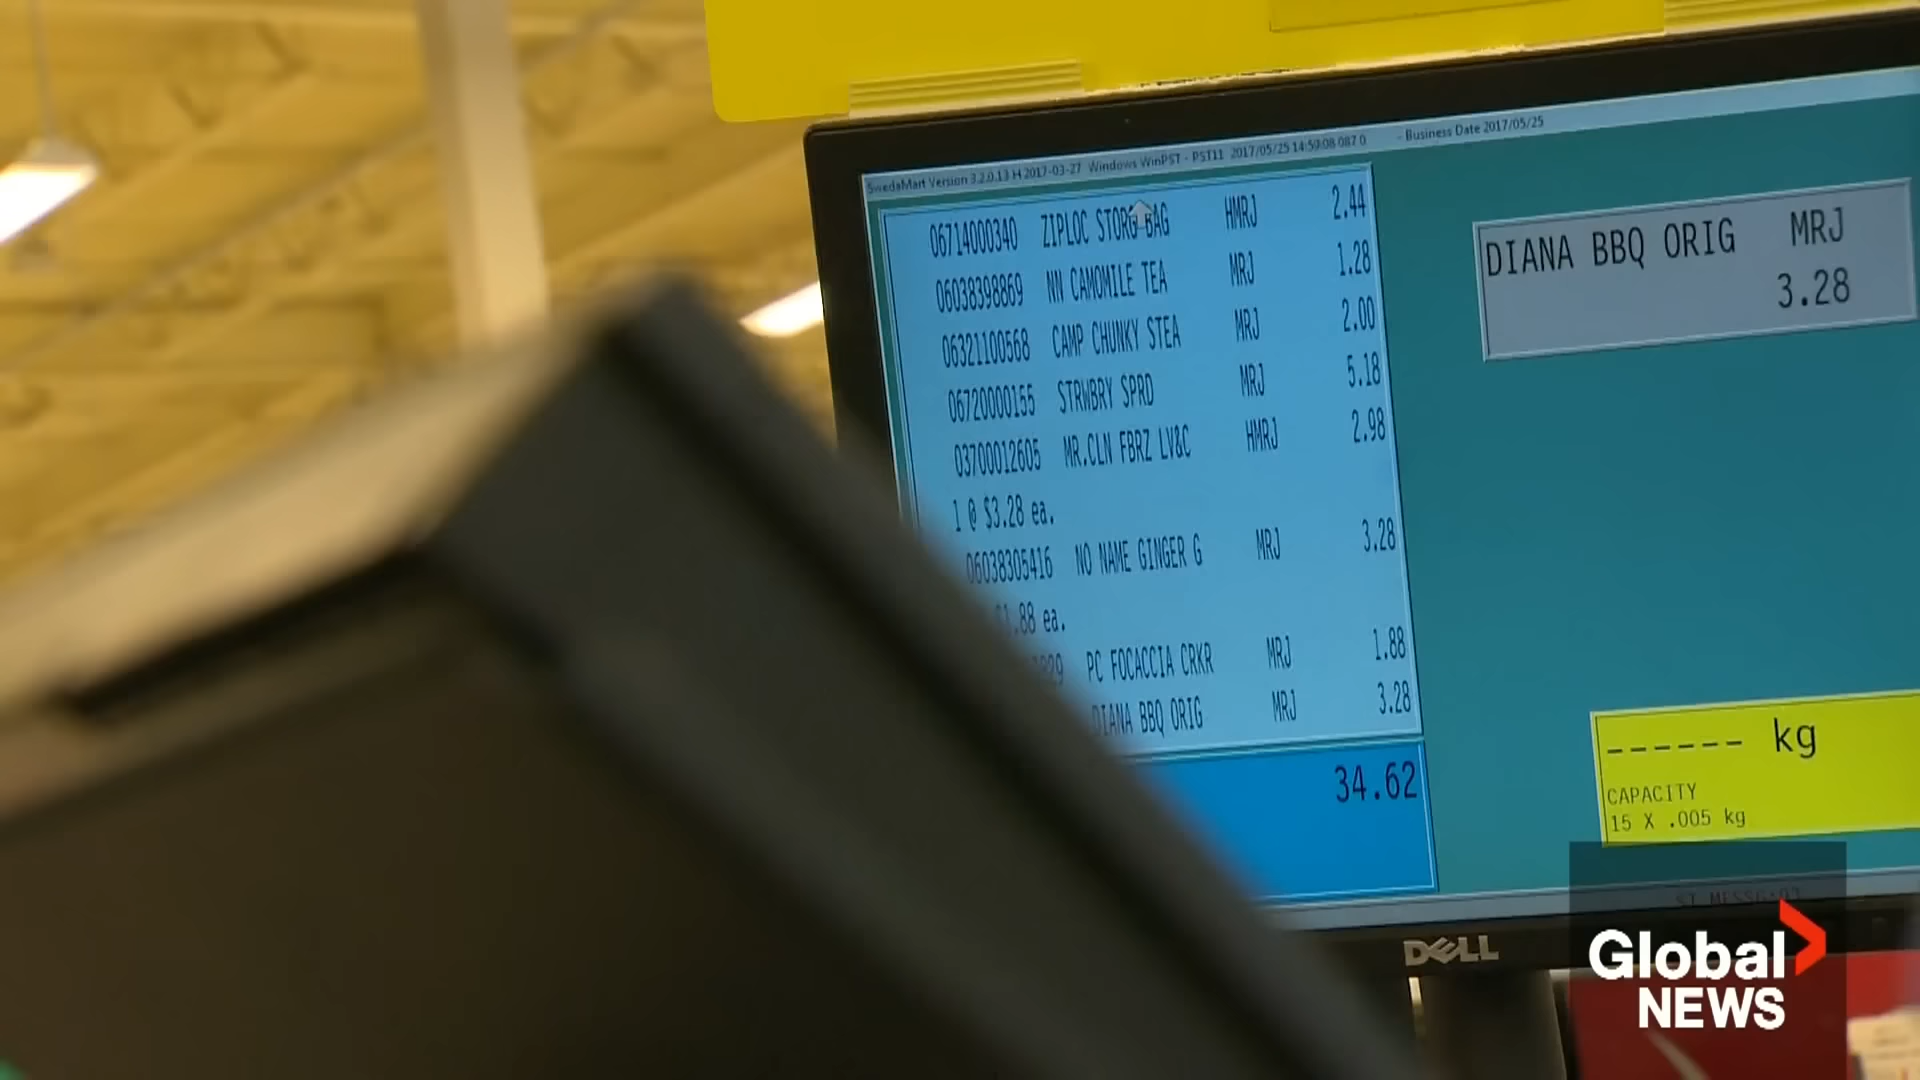 SwedaMart Version 3.2.0.13 H 2017-03-27 Windows WinPST - PST11 2017/05/25 14:59:08 087 0 - Business Date 2017/05/25
06714000340 ZIPLOC STORG BAG HMRJ 2.44
06038398869 NN CAMOMILE TEA MRJ 1.28
06321100568 CAMP CHUNKY STEA MRJ 2.00
06720000155 STRWBRY SPRD MRJ 5.18
03700012605 MR.CLN FBRZ LV&C HMRJ 2.98
1 @ $3.28 ea.
06038305416 NO NAME GINGER G MRJ 3.28
$1.88 ea.
PC FOCACCIA CRKR MRJ 1.88
DIANA BBQ ORIG MRJ 3.28
34.62
DIANA BBQ ORIG MRJ
3.28
------ kg
CAPACITY
15 X .005 kg
DELL
Global
NEWS